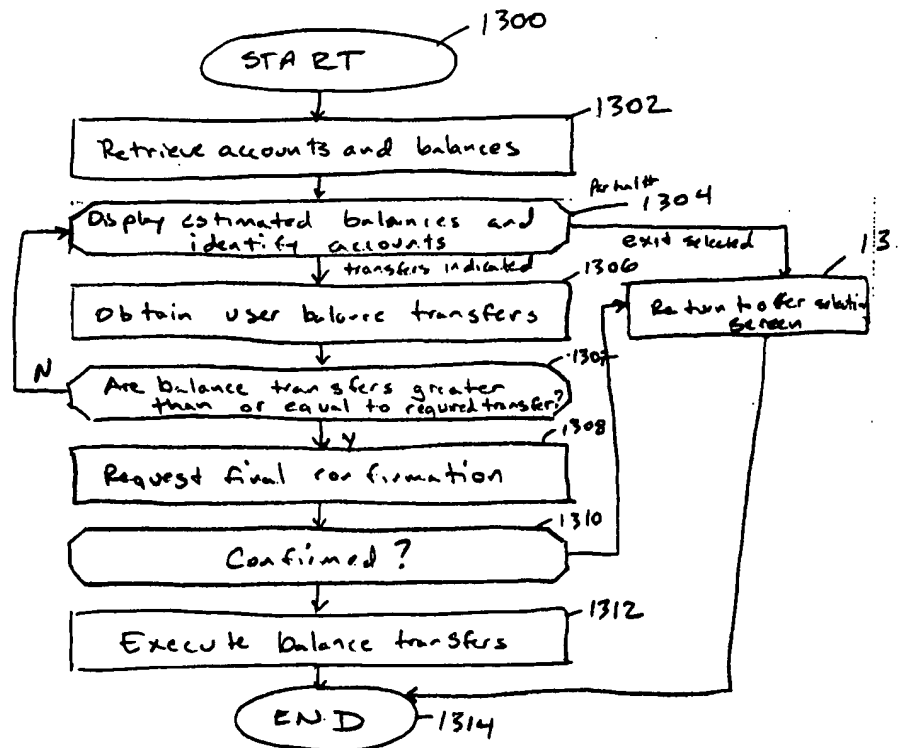 1300
START
1302
Retrieve accounts and balances
1304
Display estimated balances and
identify accounts
exit selected
transfers indicated
1306
13
Obtain user balance transfers
Return to offer selection
screen
1307
N
Are balance transfers greater
than or equal to required transfer?
Y
1308
Request final confirmation
1310
Confirmed?
1312
Execute balance transfers
END
1314